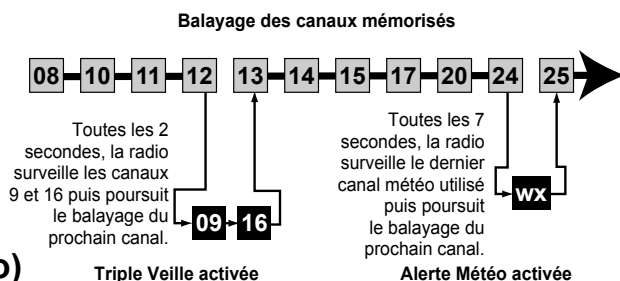 Balayage des canaux mémorisés
08 10 11 12 13 14 15 17 20 24 25
Toutes les 2
secondes, la radio
surveille les canaux
9 et 16 puis poursuit
le balayage du
prochain canal.
09 16
Toutes les 7
secondes, la radio
surveille le dernier
canal météo utilisé
puis poursuit
le balayage du
prochain canal.
wx
Triple Veille activée
Alerte Météo activée